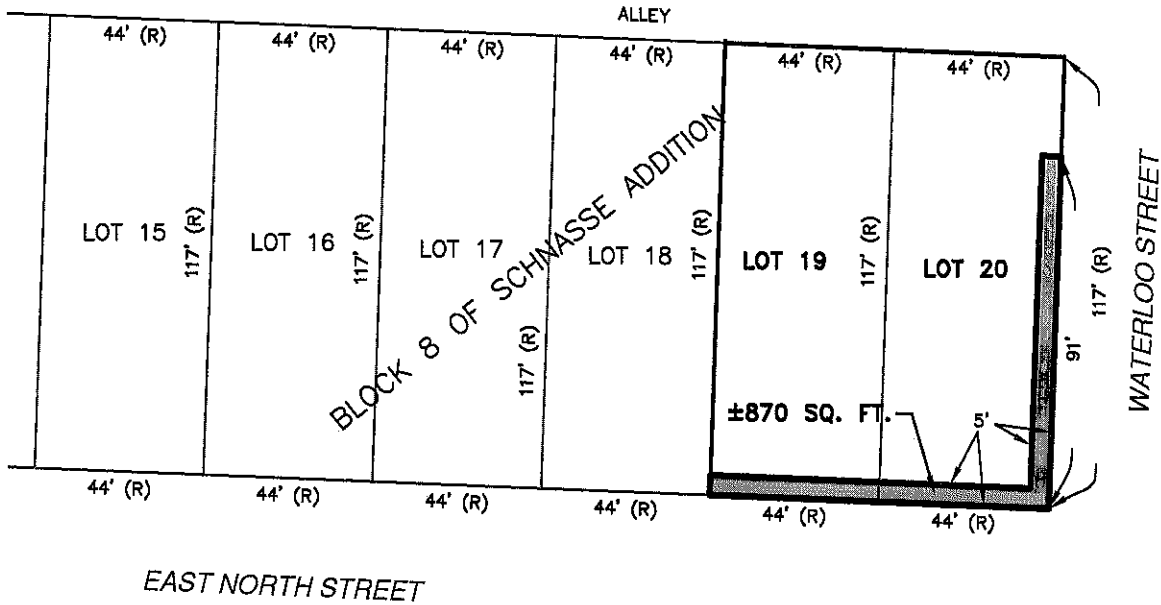 ALLEY
44' (R)
44' (R)
44' (R)
44' (R)
44' (R)
44' (R)
LOT 15
117' (R)
LOT 16
117' (R)
LOT 17
117' (R)
LOT 18
117' (R)
LOT 19
117' (R)
LOT 20
117' (R)
91'
WATERLOO STREET
BLOCK 8 OF SCHNASSE ADDITION
±870 SQ. FT.
5'
44' (R)
44' (R)
44' (R)
44' (R)
44' (R)
44' (R)
EAST NORTH STREET